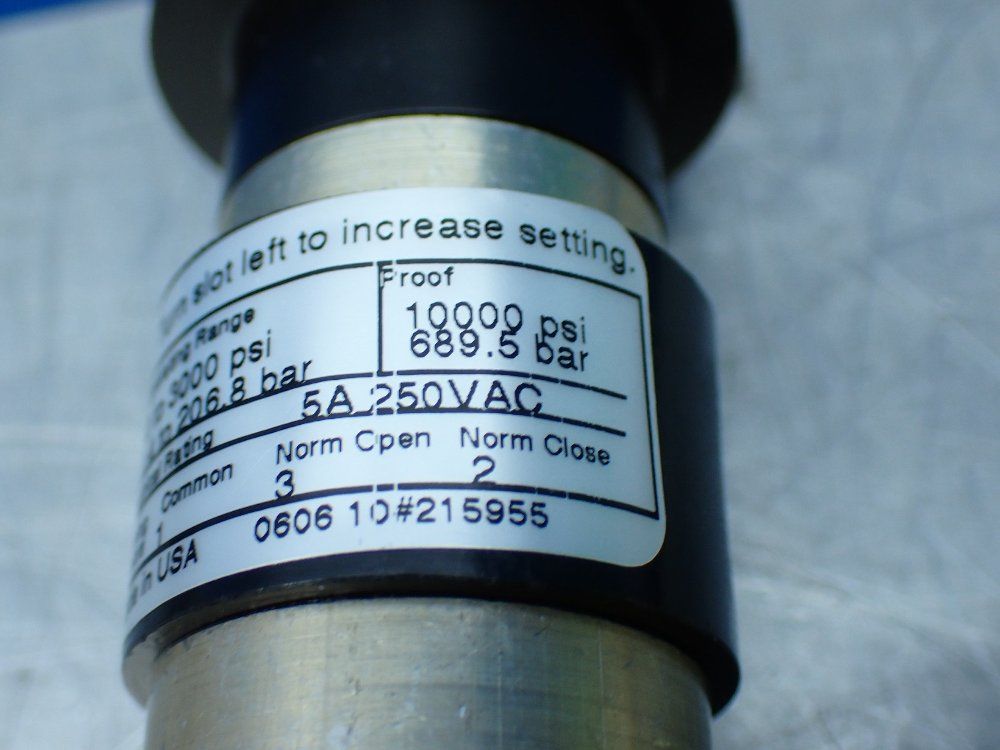 slot left to increase setting.
Range
Proof
3000 psi
10000 psi
206.8 bar
689.5 bar
Rating
5A 250VAC
Common Norm Open Norm Close
1 3 2
0606 10#215955
in USA